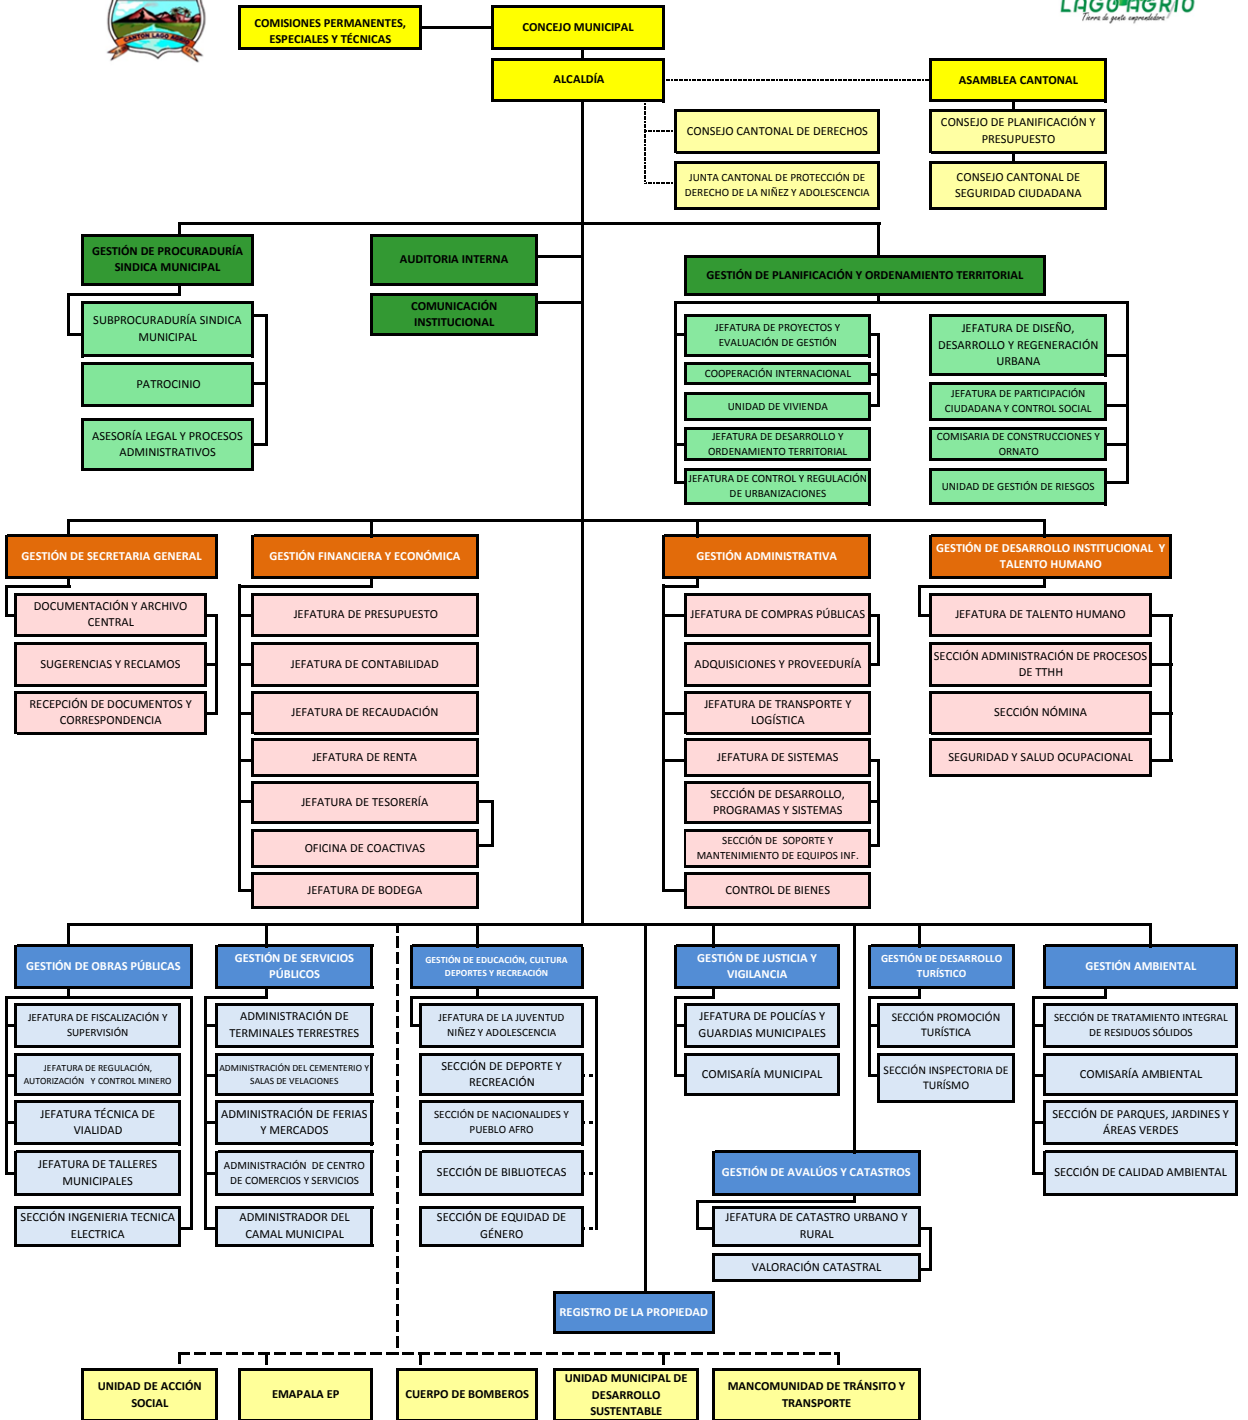 LAGO AGRIO
Tierra de gente emprendedora
CANTON LAGO AGRIO
COMISIONES PERMANENTES,
ESPECIALES Y TÉCNICAS
CONCEJO MUNICIPAL
ALCALDÍA
ASAMBLEA CANTONAL
CONSEJO CANTONAL DE DERECHOS
CONSEJO DE PLANIFICACIÓN Y
PRESUPUESTO
JUNTA CANTONAL DE PROTECCIÓN DE
DERECHO DE LA NIÑEZ Y ADOLESCENCIA
CONSEJO CANTONAL DE
SEGURIDAD CIUDADANA
GESTIÓN DE PROCURADURÍA
SINDICA MUNICIPAL
AUDITORIA INTERNA
GESTIÓN DE PLANIFICACIÓN Y ORDENAMIENTO TERRITORIAL
COMUNICACIÓN
INSTITUCIONAL
SUBPROCURADURÍA SINDICA
MUNICIPAL
PATROCINIO
ASESORÍA LEGAL Y PROCESOS
ADMINISTRATIVOS
JEFATURA DE PROYECTOS Y
EVALUACIÓN DE GESTIÓN
COOPERACIÓN INTERNACIONAL
UNIDAD DE VIVIENDA
JEFATURA DE DESARROLLO Y
ORDENAMIENTO TERRITORIAL
JEFATURA DE CONTROL Y REGULACIÓN
DE URBANIZACIONES
JEFATURA DE DISEÑO,
DESARROLLO Y REGENERACIÓN
URBANA
JEFATURA DE PARTICIPACIÓN
CIUDADANA Y CONTROL SOCIAL
COMISARIA DE CONSTRUCCIONES Y
ORNATO
UNIDAD DE GESTIÓN DE RIESGOS
GESTIÓN DE SECRETARIA GENERAL
DOCUMENTACIÓN Y ARCHIVO
CENTRAL
SUGERENCIAS Y RECLAMOS
RECEPCIÓN DE DOCUMENTOS Y
CORRESPONDENCIA
GESTIÓN FINANCIERA Y ECONÓMICA
JEFATURA DE PRESUPUESTO
JEFATURA DE CONTABILIDAD
JEFATURA DE RECAUDACIÓN
JEFATURA DE RENTA
JEFATURA DE TESORERÍA
OFICINA DE COACTIVAS
JEFATURA DE BODEGA
GESTIÓN ADMINISTRATIVA
JEFATURA DE COMPRAS PÚBLICAS
ADQUISICIONES Y PROVEEDURÍA
JEFATURA DE TRANSPORTE Y
LOGÍSTICA
JEFATURA DE SISTEMAS
SECCIÓN DE DESARROLLO,
PROGRAMAS Y SISTEMAS
SECCIÓN DE SOPORTE Y
MANTENIMIENTO DE EQUIPOS INF.
CONTROL DE BIENES
GESTIÓN DE DESARROLLO INSTITUCIONAL Y
TALENTO HUMANO
JEFATURA DE TALENTO HUMANO
SECCIÓN ADMINISTRACIÓN DE PROCESOS
DE TTHH
SECCIÓN NÓMINA
SEGURIDAD Y SALUD OCUPACIONAL
GESTIÓN DE OBRAS PÚBLICAS
JEFATURA DE FISCALIZACIÓN Y
SUPERVISIÓN
JEFATURA DE REGULACIÓN,
AUTORIZACIÓN Y CONTROL MINERO
JEFATURA TÉCNICA DE
VIALIDAD
JEFATURA DE TALLERES
MUNICIPALES
SECCIÓN INGENIERIA TECNICA
ELECTRICA
GESTIÓN DE SERVICIOS
PÚBLICOS
ADMINISTRACIÓN DE
TERMINALES TERRESTRES
ADMINISTRACIÓN DEL CEMENTERIO Y
SALAS DE VELACIONES
ADMINISTRACIÓN DE FERIAS
Y MERCADOS
ADMINISTRACIÓN DE CENTRO
DE COMERCIOS Y SERVICIOS
ADMINISTRADOR DEL
CAMAL MUNICIPAL
GESTIÓN DE EDUCACIÓN, CULTURA
DEPORTES Y RECREACIÓN
JEFATURA DE LA JUVENTUD
NIÑEZ Y ADOLESCENCIA
SECCIÓN DE DEPORTE Y
RECREACIÓN
SECCIÓN DE NACIONALIDES Y
PUEBLO AFRO
SECCIÓN DE BIBLIOTECAS
SECCIÓN DE EQUIDAD DE
GÉNERO
GESTIÓN DE JUSTICIA Y
VIGILANCIA
JEFATURA DE POLICÍAS Y
GUARDIAS MUNICIPALES
COMISARÍA MUNICIPAL
GESTIÓN DE DESARROLLO
TURÍSTICO
SECCIÓN PROMOCIÓN
TURÍSTICA
SECCIÓN INSPECTORIA DE
TURÍSMO
GESTIÓN AMBIENTAL
SECCIÓN DE TRATAMIENTO INTEGRAL
DE RESIDUOS SÓLIDOS
COMISARÍA AMBIENTAL
SECCIÓN DE PARQUES, JARDINES Y
ÁREAS VERDES
SECCIÓN DE CALIDAD AMBIENTAL
GESTIÓN DE AVALÚOS Y CATASTROS
JEFATURA DE CATASTRO URBANO Y
RURAL
VALORACIÓN CATASTRAL
REGISTRO DE LA PROPIEDAD
UNIDAD DE ACCIÓN
SOCIAL
EMAPALA EP
CUERPO DE BOMBEROS
UNIDAD MUNICIPAL DE
DESARROLLO
SUSTENTABLE
MANCOMUNIDAD DE TRÁNSITO Y
TRANSPORTE